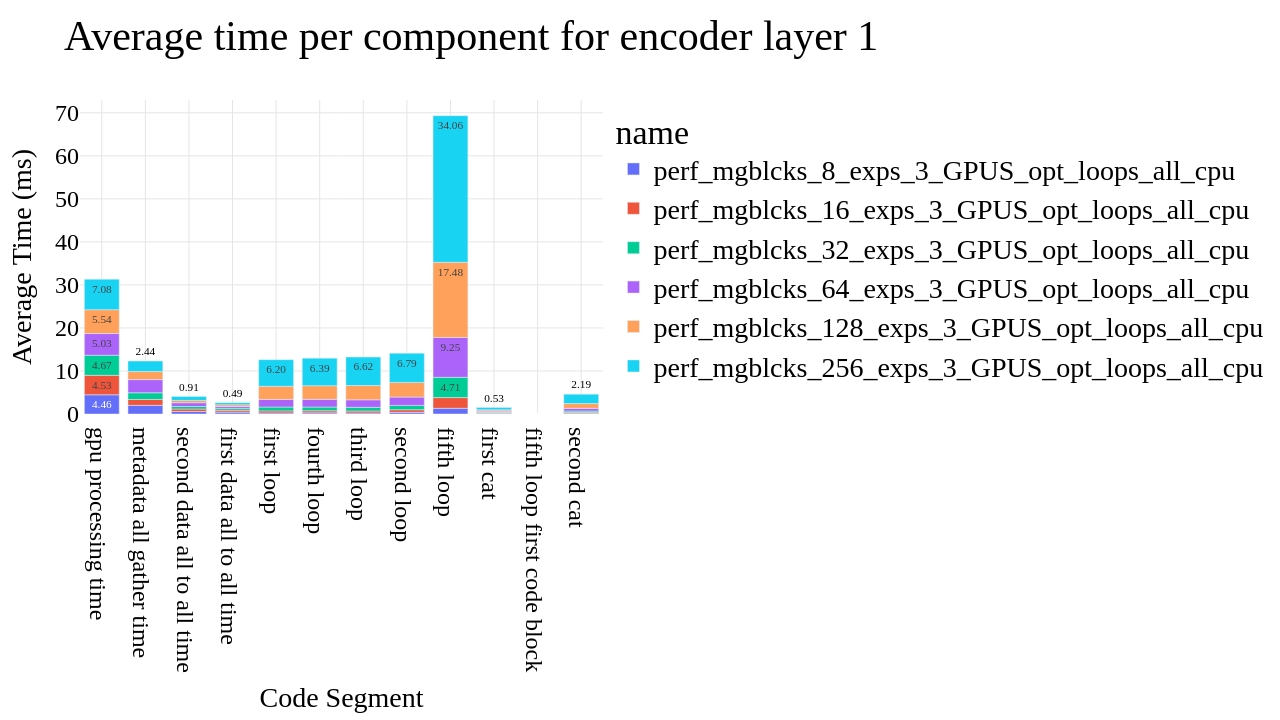 Average time per component for encoder layer 1
Average Time (ms)
70
60
50
40
30
20
10
0
7.08
5.54
5.03
4.67
4.53
4.46
2.44
0.91
0.49
6.20
6.39
6.62
6.79
34.06
17.48
9.25
4.71
0.53
2.19
gpu processing time
metadata all gather time
second data all to all time
first data all to all time
first loop
fourth loop
third loop
second loop
fifth loop
first cat
fifth loop first code block
second cat
Code Segment
name
perf_mgblcks_8_exps_3_GPUS_opt_loops_all_cpu
perf_mgblcks_16_exps_3_GPUS_opt_loops_all_cpu
perf_mgblcks_32_exps_3_GPUS_opt_loops_all_cpu
perf_mgblcks_64_exps_3_GPUS_opt_loops_all_cpu
perf_mgblcks_128_exps_3_GPUS_opt_loops_all_cpu
perf_mgblcks_256_exps_3_GPUS_opt_loops_all_cpu